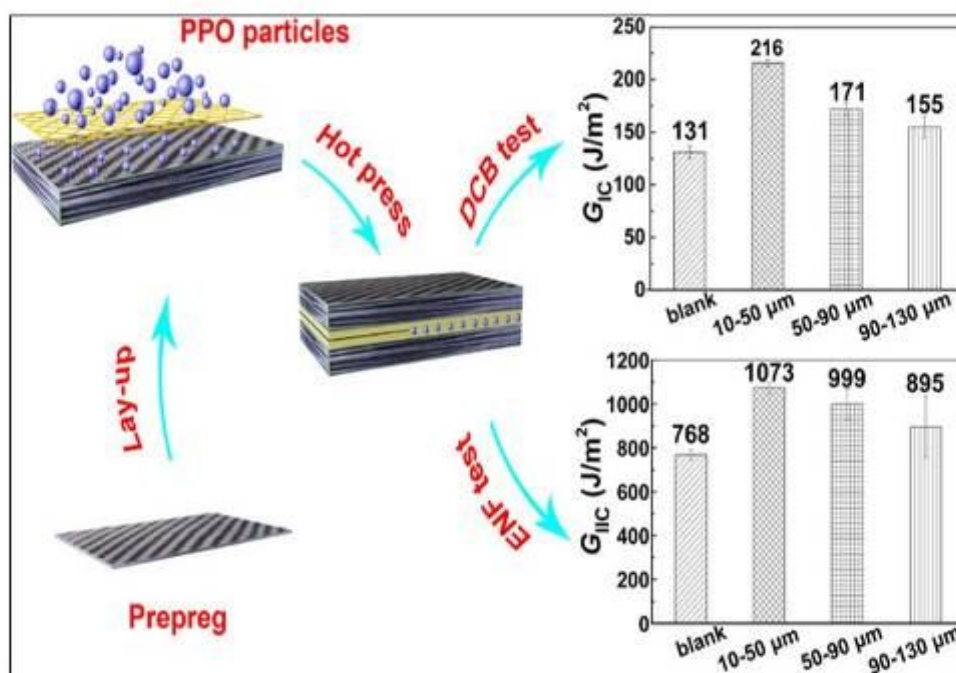 PPO particles
Hot press
DCB test
Lay-up
ENF test
Prepreg
G_IC (J/m²)
250
200
150
100
50
0
131
216
171
155
blank
10-50 µm
50-90 µm
90-130 µm
G_IIC (J/m²)
1200
1000
800
600
400
200
0
768
1073
999
895
blank
10-50 µm
50-90 µm
90-130 µm